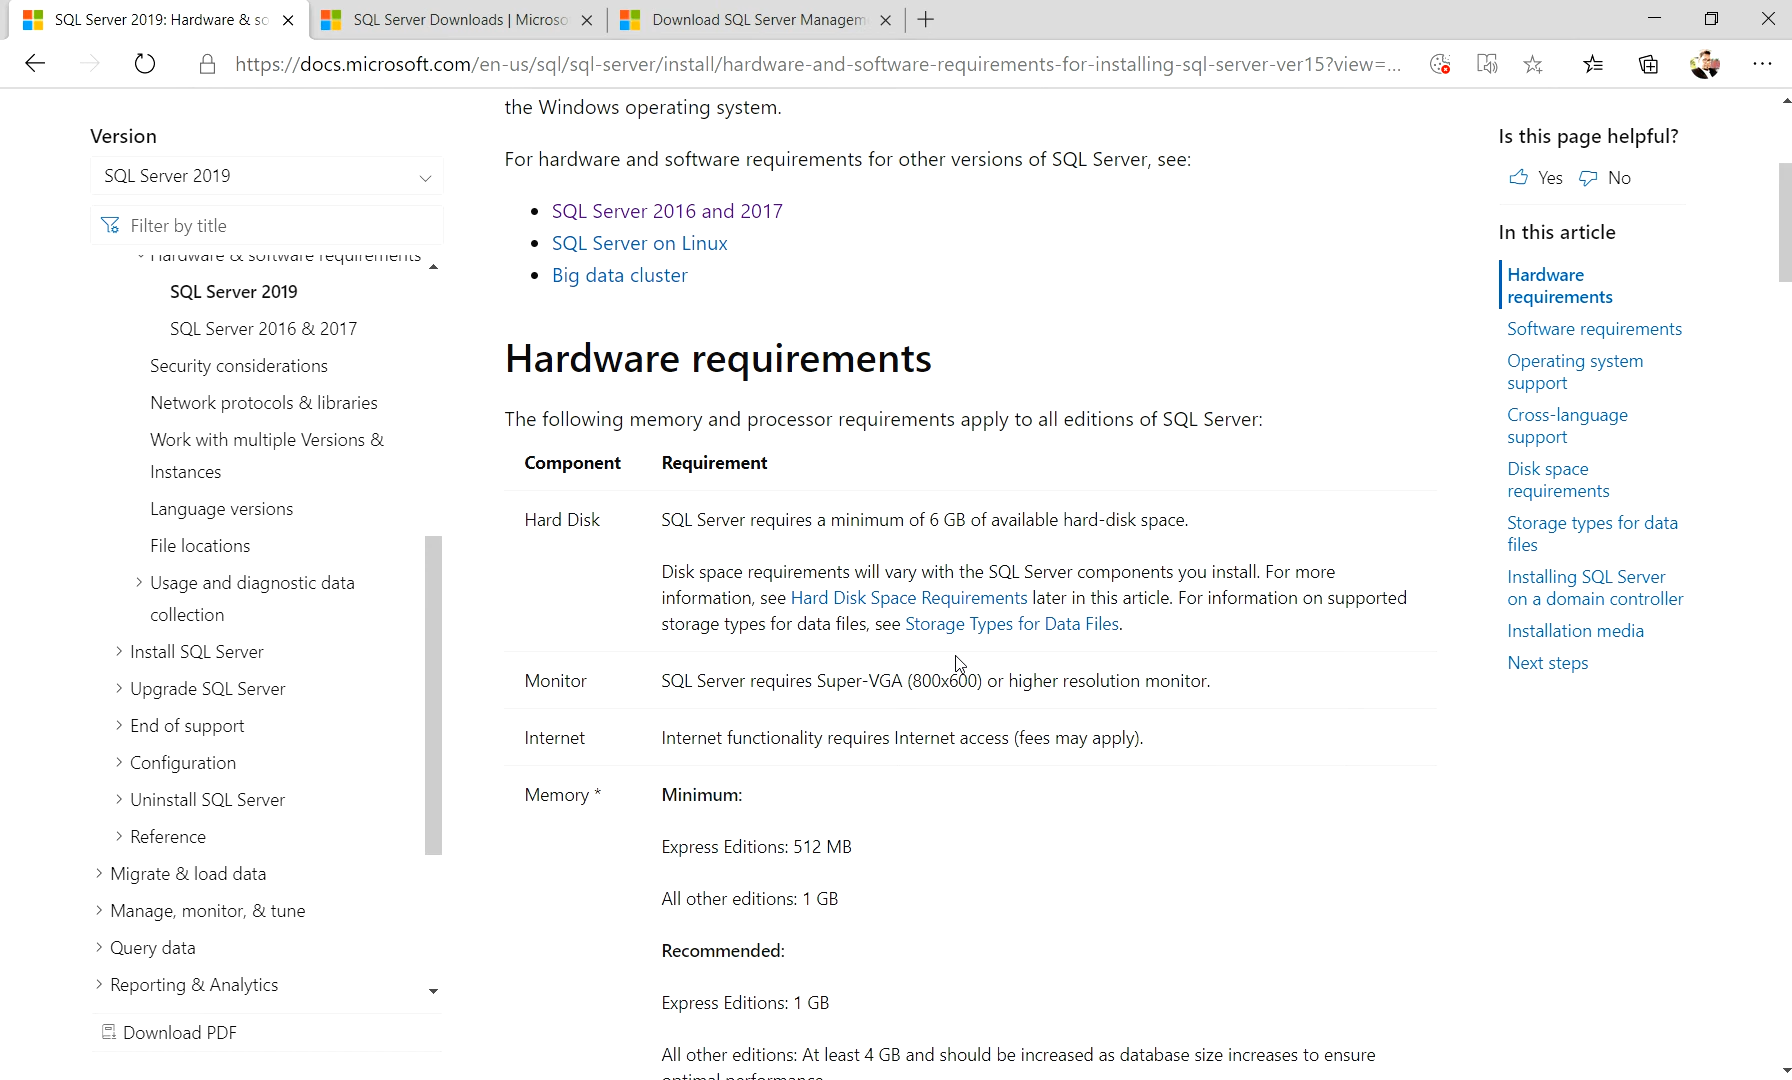 SQL Server 2019: Hardware & so
SQL Server Downloads | Microso
Download SQL Server Managem
https://docs.microsoft.com/en-us/sql/sql-server/install/hardware-and-software-requirements-for-installing-sql-server-ver15?view=...
Version
SQL Server 2019
Filter by title
Hardware & software requirements
SQL Server 2019
SQL Server 2016 & 2017
Security considerations
Network protocols & libraries
Work with multiple Versions &
Instances
Language versions
File locations
Usage and diagnostic data
collection
Install SQL Server
Upgrade SQL Server
End of support
Configuration
Uninstall SQL Server
Reference
Migrate & load data
Manage, monitor, & tune
Query data
Reporting & Analytics
Download PDF
the Windows operating system.
For hardware and software requirements for other versions of SQL Server, see:
• SQL Server 2016 and 2017
• SQL Server on Linux
• Big data cluster
Hardware requirements
The following memory and processor requirements apply to all editions of SQL Server:
Component Requirement
Hard Disk SQL Server requires a minimum of 6 GB of available hard-disk space.
Disk space requirements will vary with the SQL Server components you install. For more
information, see Hard Disk Space Requirements later in this article. For information on supported
storage types for data files, see Storage Types for Data Files.
Monitor SQL Server requires Super-VGA (800x600) or higher resolution monitor.
Internet Internet functionality requires Internet access (fees may apply).
Memory * Minimum:
Express Editions: 512 MB
All other editions: 1 GB
Recommended:
Express Editions: 1 GB
All other editions: At least 4 GB and should be increased as database size increases to ensure
optimal performance.
Is this page helpful?
Yes No
In this article
Hardware
requirements
Software requirements
Operating system
support
Cross-language
support
Disk space
requirements
Storage types for data
files
Installing SQL Server
on a domain controller
Installation media
Next steps